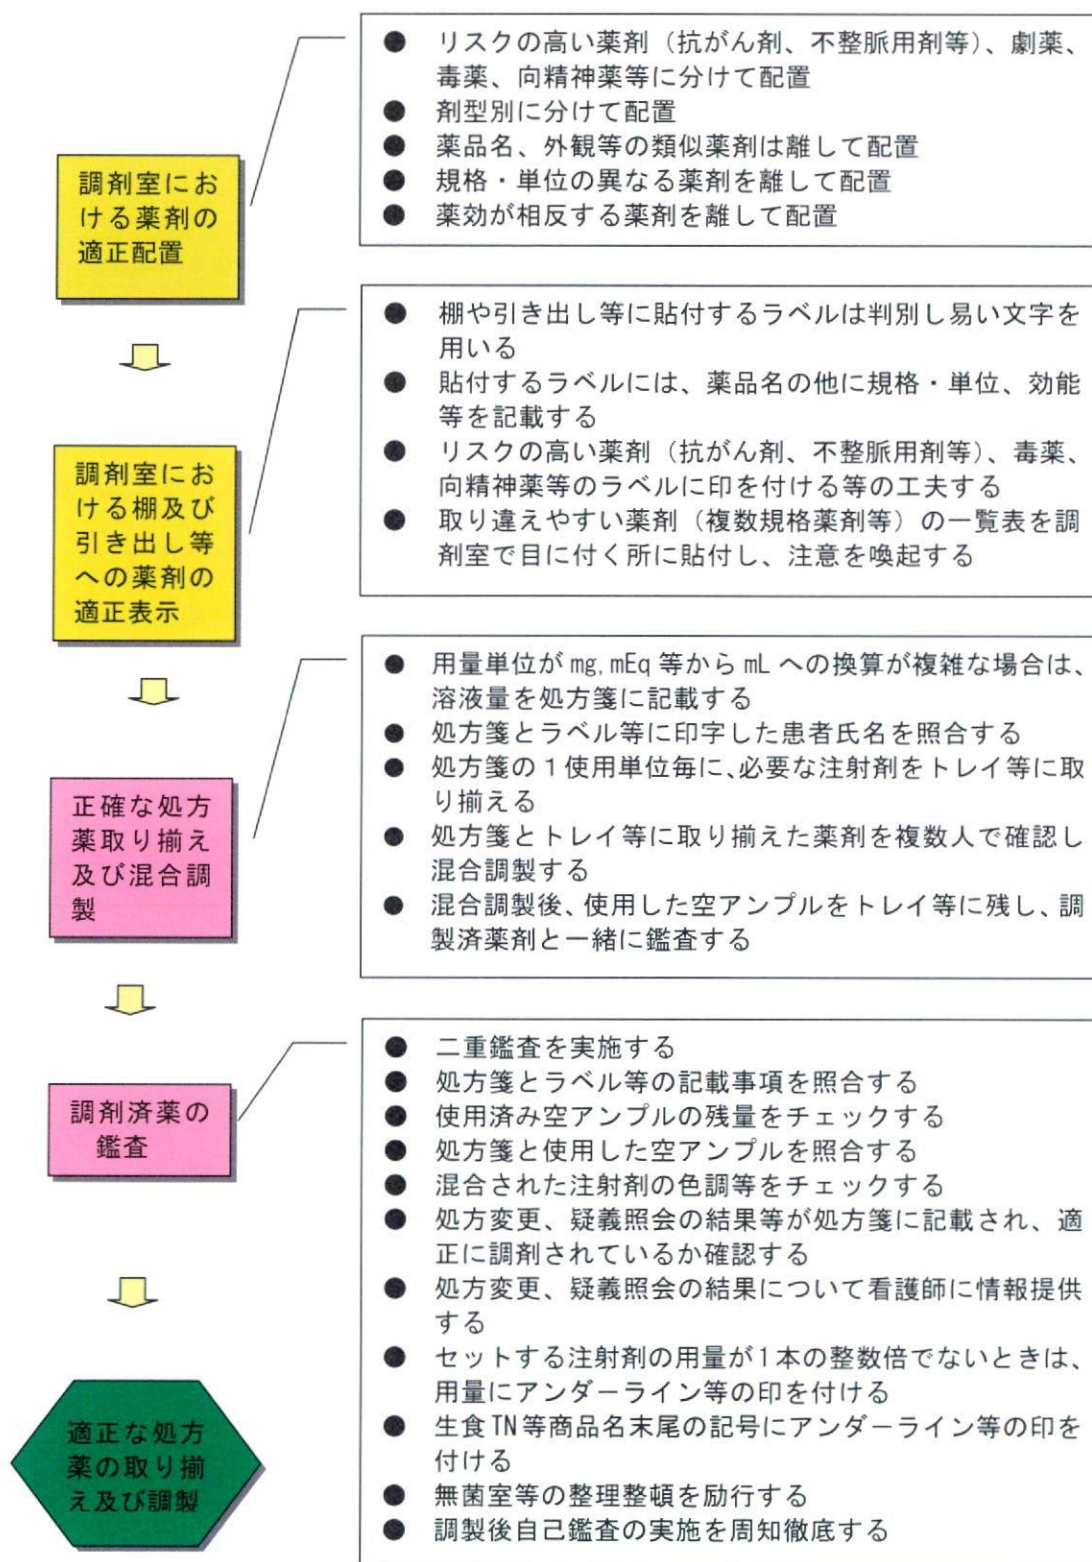 ● リスクの高い薬剤（抗がん剤、不整脈用剤等）、劇薬、
毒薬、向精神薬等に分けて配置
● 剤型別に分けて配置
● 薬品名、外観等の類似薬剤は離して配置
● 規格・単位の異なる薬剤を離して配置
● 薬効が相反する薬剤を離して配置
調剤室にお
ける薬剤の
適正配置
● 棚や引き出し等に貼付するラベルは判別し易い文字を
用いる
● 貼付するラベルには、薬品名の他に規格・単位、効能
等を記載する
● リスクの高い薬剤（抗がん剤、不整脈用剤等）、毒薬、
向精神薬等のラベルに印を付ける等の工夫する
● 取り違えやすい薬剤（複数規格薬剤等）の一覧表を調
剤室で目に付く所に貼付し、注意を喚起する
調剤室にお
ける棚及び
引き出し等
への薬剤の
適正表示
● 用量単位が mg, mEq 等から mL への換算が複雑な場合は、
溶液量を処方箋に記載する
● 処方箋とラベル等に印字した患者氏名を照合する
● 処方箋の１使用単位毎に、必要な注射剤をトレイ等に取
り揃える
● 処方箋とトレイ等に取り揃えた薬剤を複数人で確認し
混合調製する
● 混合調製後、使用した空アンプルをトレイ等に残し、調
製済薬剤と一緒に鑑査する
正確な処方
薬取り揃え
及び混合調
製
● 二重鑑査を実施する
● 処方箋とラベル等の記載事項を照合する
● 使用済み空アンプルの残量をチェックする
● 処方箋と使用した空アンプルを照合する
● 混合された注射剤の色調等をチェックする
● 処方変更、疑義照会の結果等が処方箋に記載され、適
正に調剤されているか確認する
● 処方変更、疑義照会の結果について看護師に情報提供
する
● セットする注射剤の用量が1本の整数倍でないときは、
用量にアンダーライン等の印を付ける
● 生食 TN 等商品名末尾の記号にアンダーライン等の印を
付ける
● 無菌室等の整理整頓を励行する
● 調製後自己鑑査の実施を周知徹底する
調剤済薬の
鑑査
適正な処方
薬の取り揃
え及び調製